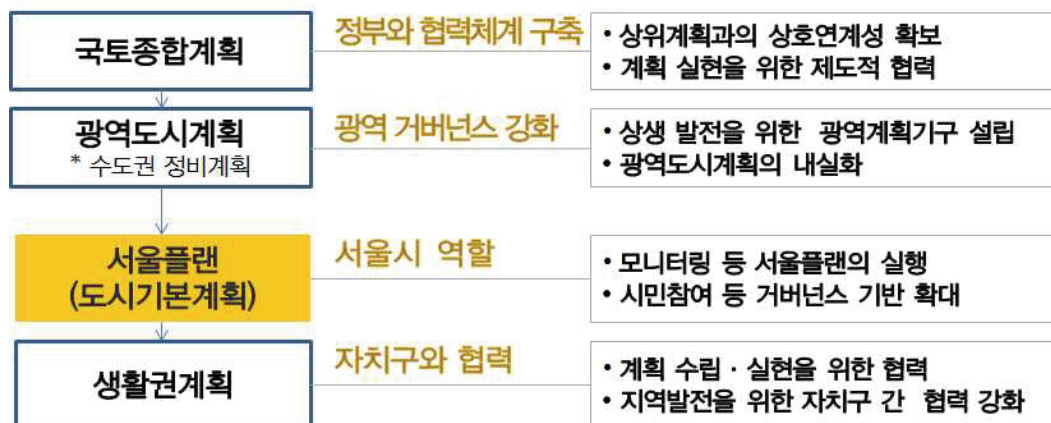 국토종합계획
정부와 협력체계 구축
• 상위계획과의 상호연계성 확보
• 계획 실현을 위한 제도적 협력
광역도시계획
* 수도권 정비계획
광역 거버넌스 강화
• 상생 발전을 위한 광역계획기구 설립
• 광역도시계획의 내실화
서울플랜
(도시기본계획)
서울시 역할
• 모니터링 등 서울플랜의 실행
• 시민참여 등 거버넌스 기반 확대
생활권계획
자치구와 협력
• 계획 수립 · 실현을 위한 협력
• 지역발전을 위한 자치구 간 협력 강화